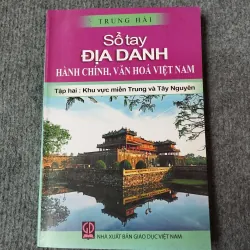 TRUNG HẢI
Sổ tay
ĐỊA DANH
HÀNH CHÍNH, VĂN HOÁ VIỆT NAM
Tập hai : Khu vực miền Trung và Tây Nguyên
NHÀ XUẤT BẢN GIÁO DỤC VIỆT NAM